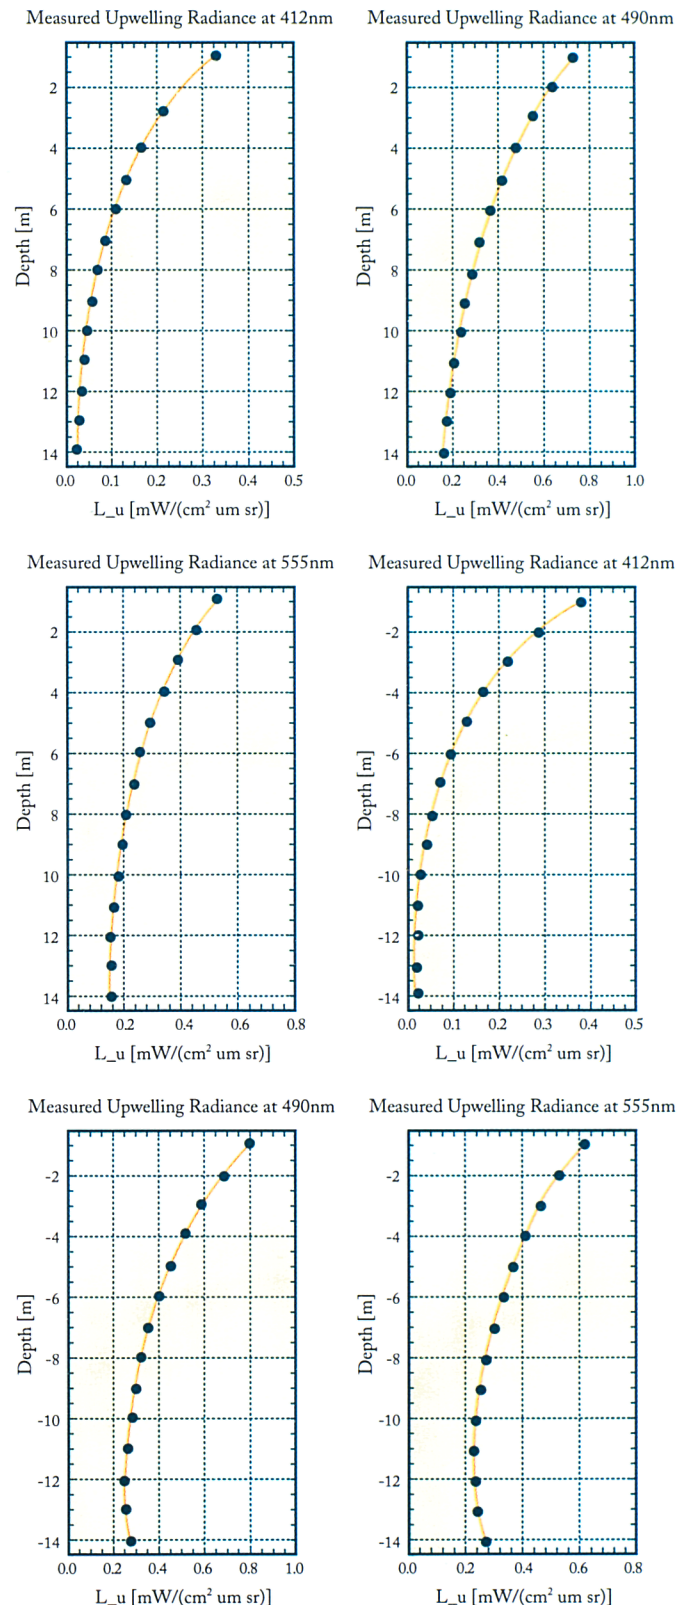 Measured Upwelling Radiance at 412nm
Depth [m]
2
4
6
8
10
12
14
0.0 0.1 0.2 0.3 0.4 0.5
L_u [mW/(cm² um sr)]
Measured Upwelling Radiance at 490nm
Depth [m]
2
4
6
8
10
12
14
0.0 0.2 0.4 0.6 0.8 1.0
L_u [mW/(cm² um sr)]
Measured Upwelling Radiance at 555nm
Depth [m]
2
4
6
8
10
12
14
0.0 0.2 0.4 0.6 0.8
L_u [mW/(cm² um sr)]
Measured Upwelling Radiance at 412nm
Depth [m]
-2
-4
-6
-8
-10
-12
-14
0.0 0.1 0.2 0.3 0.4 0.5
L_u [mW/(cm² um sr)]
Measured Upwelling Radiance at 490nm
Depth [m]
-2
-4
-6
-8
-10
-12
-14
0.0 0.2 0.4 0.6 0.8 1.0
L_u [mW/(cm² um sr)]
Measured Upwelling Radiance at 555nm
Depth [m]
-2
-4
-6
-8
-10
-12
-14
0.0 0.2 0.4 0.6 0.8
L_u [mW/(cm² um sr)]